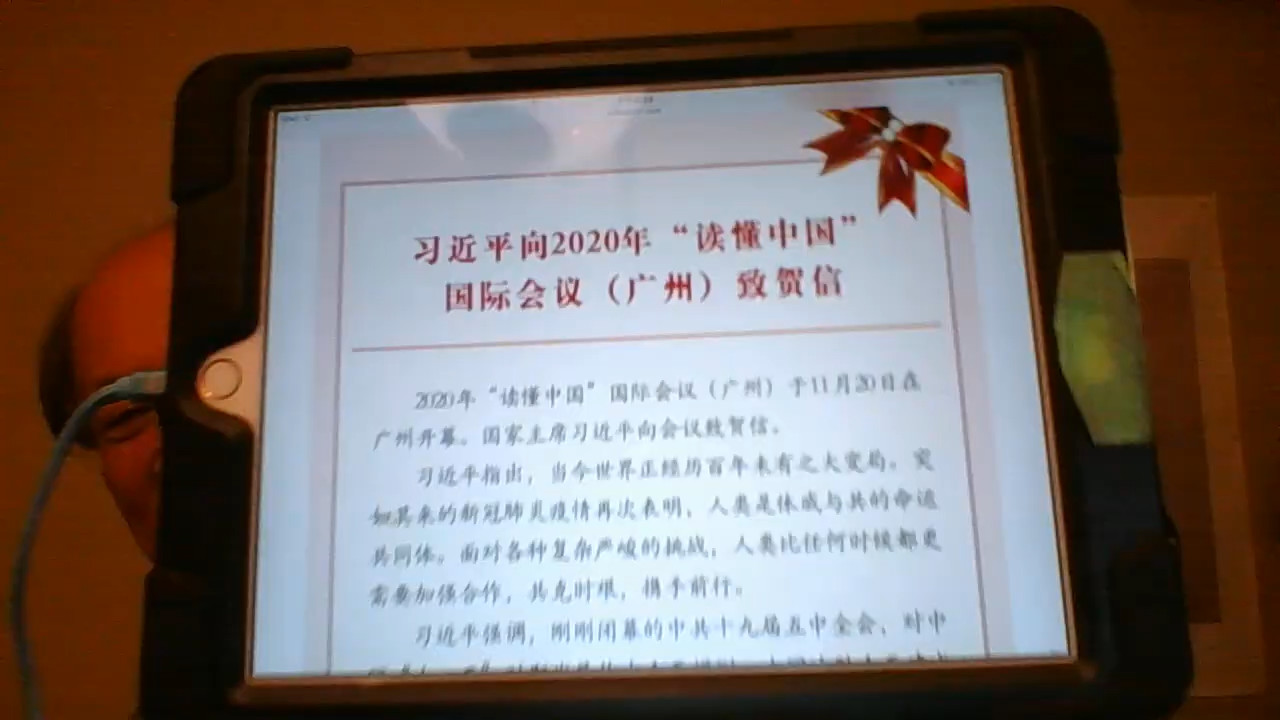 习近平向2020年“读懂中国”
国际会议（广州）致贺信
2020年“读懂中国”国际会议（广州）于11月20日在
广州开幕。国家主席习近平向会议致贺信。
习近平指出，当今世界正经历百年未有之大变局。突
如其来的新冠肺炎疫情再次表明，人类是休戚与共的命运
共同体。面对各种复杂严峻的挑战，人类比任何时候都更
需要加强合作，共克时艰，携手前行。
习近平强调，刚刚闭幕的中共十九届五中全会，对中